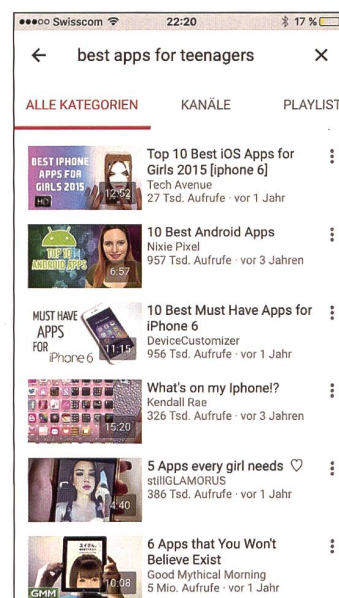 Swisscom 22:20 17 %
best apps for teenagers
ALLE KATEGORIEN KANÄLE PLAYLIST
BEST IPHONE
APPS FOR
GIRLS 2015
HD
12:52
Top 10 Best iOS Apps for
Girls 2015 [iphone 6]
Tech Avenue
27 Tsd. Aufrufe · vor 1 Jahr
TOP 10
ANDROID APPS
6:57
10 Best Android Apps
Nixie Pixel
957 Tsd. Aufrufe · vor 3 Jahren
MUST HAVE
APPS
FOR
iPhone 6
11:15
10 Best Must Have Apps for
iPhone 6
DeviceCustomizer
956 Tsd. Aufrufe · vor 1 Jahr
15:20
What's on my Iphone!?
Kendall Rae
326 Tsd. Aufrufe · vor 3 Jahren
4:40
5 Apps every girl needs ♡
stillGLAMORUS
386 Tsd. Aufrufe · vor 1 Jahr
GMM
10:08
6 Apps that You Won't
Believe Exist
Good Mythical Morning
5 Mio. Aufrufe · vor 1 Jahr